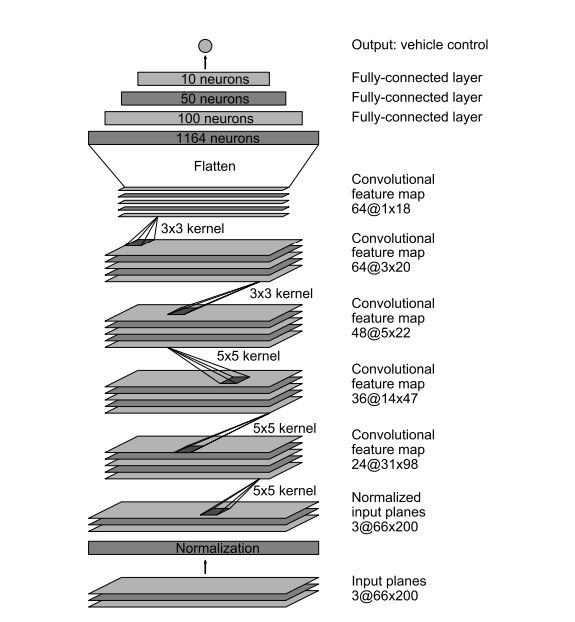 Output: vehicle control
10 neurons
Fully-connected layer
50 neurons
Fully-connected layer
100 neurons
Fully-connected layer
1164 neurons
Flatten
Convolutional
feature map
64@1x18
3x3 kernel
Convolutional
feature map
64@3x20
3x3 kernel
Convolutional
feature map
48@5x22
5x5 kernel
Convolutional
feature map
36@14x47
5x5 kernel
Convolutional
feature map
24@31x98
5x5 kernel
Normalized
input planes
3@66x200
Normalization
Input planes
3@66x200